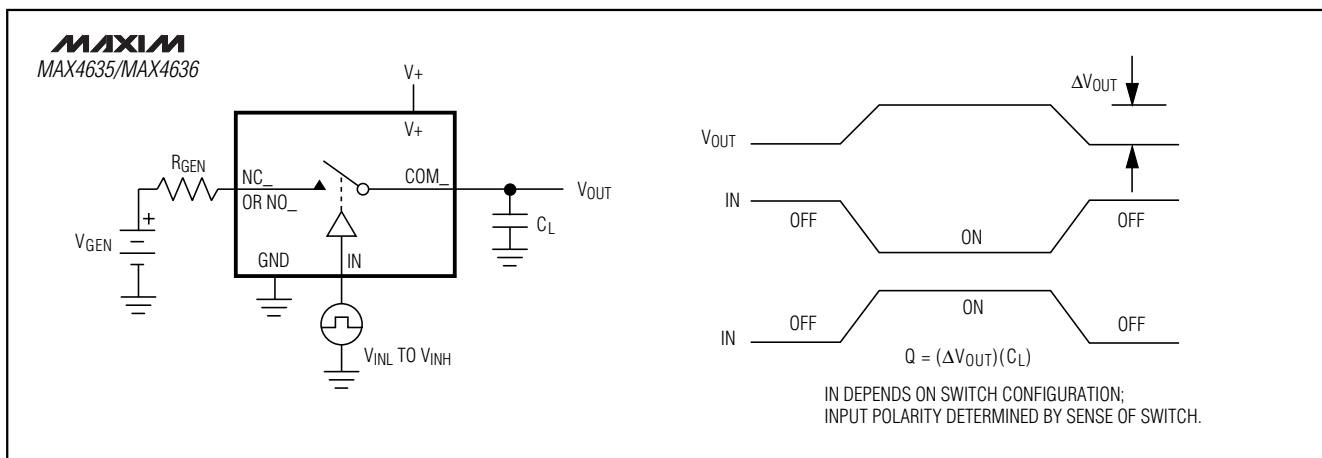 MAXIM
MAX4635/MAX4636
V+
V+
RGEN
NC_
OR NO_
COM_
VOUT
CL
VGEN
+
GND
IN
VINL TO VINH
ΔVOUT
VOUT
IN
OFF
ON
OFF
IN
OFF
ON
OFF
Q = (ΔVOUT)(CL)
IN DEPENDS ON SWITCH CONFIGURATION;
INPUT POLARITY DETERMINED BY SENSE OF SWITCH.